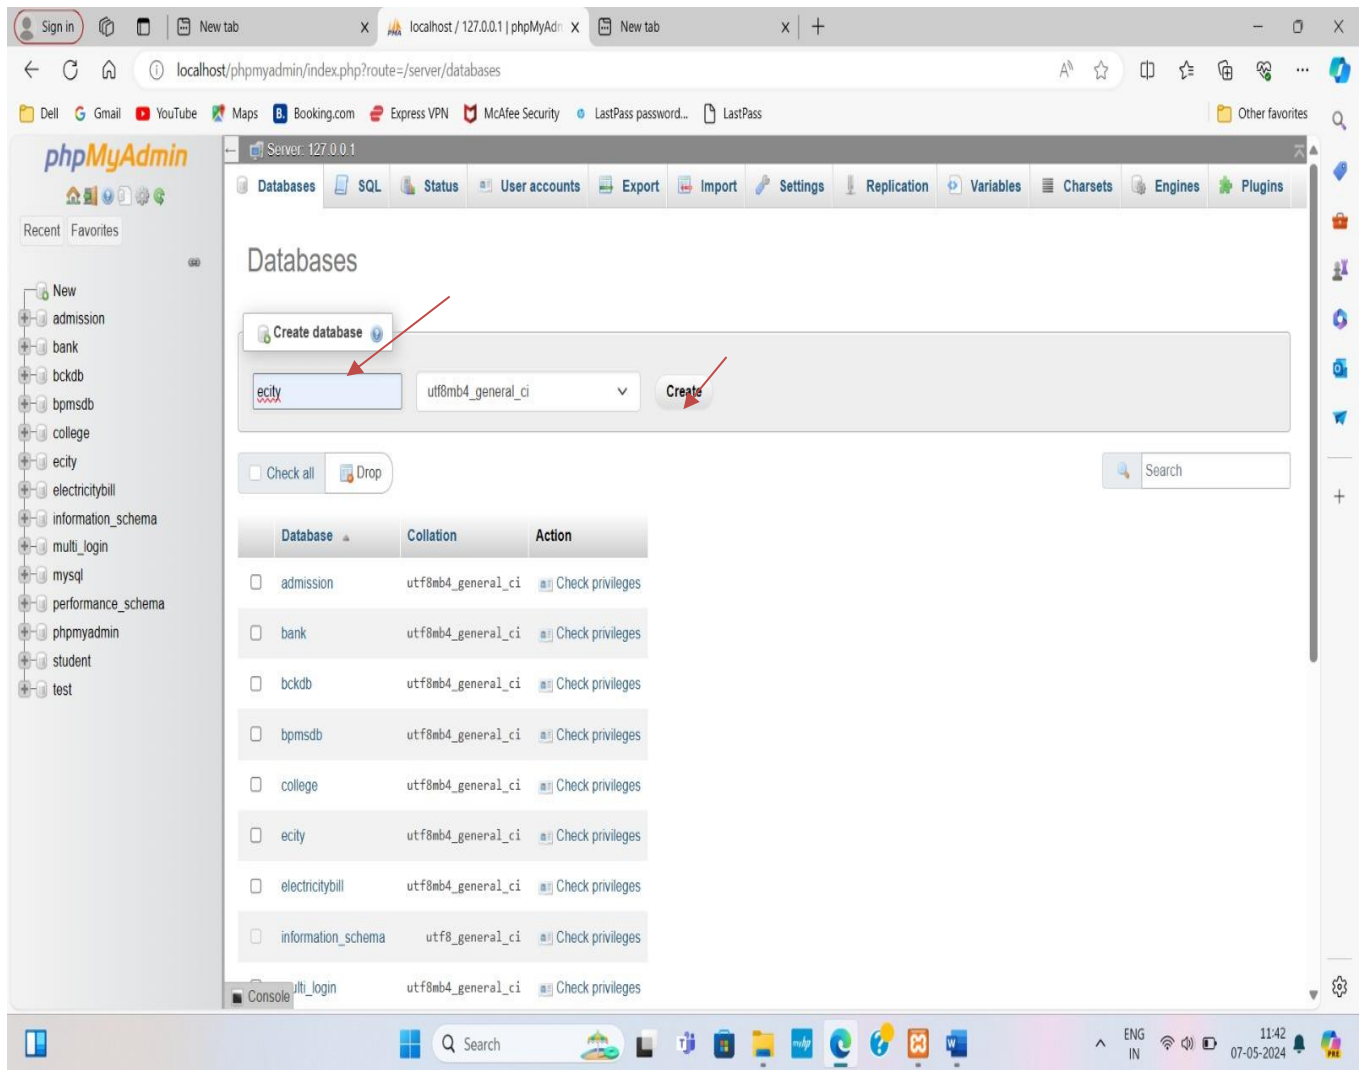 Sign in New tab localhost / 127.0.0.1 | phpMyAdn New tab
localhost/phpmyadmin/index.php?route=/server/databases
Dell Gmail YouTube Maps Booking.com Express VPN McAfee Security LastPass password... LastPass Other favorites
phpMyAdmin
Recent Favorites
New
admission
bank
bckdb
bpmsdb
college
ecity
electricitybill
information_schema
multi_login
mysql
performance_schema
phpmyadmin
student
test
Server: 127.0.0.1
Databases SQL Status User accounts Export Import Settings Replication Variables Charsets Engines Plugins
Databases
Create database
ecity utf8mb4_general_ci Create
Check all Drop Search
Database Collation Action
admission utf8mb4_general_ci Check privileges
bank utf8mb4_general_ci Check privileges
bckdb utf8mb4_general_ci Check privileges
bpmsdb utf8mb4_general_ci Check privileges
college utf8mb4_general_ci Check privileges
ecity utf8mb4_general_ci Check privileges
electricitybill utf8mb4_general_ci Check privileges
information_schema utf8_general_ci Check privileges
ulti_login utf8mb4_general_ci Check privileges
Console
Search ENG 11:42
IN 07-05-2024